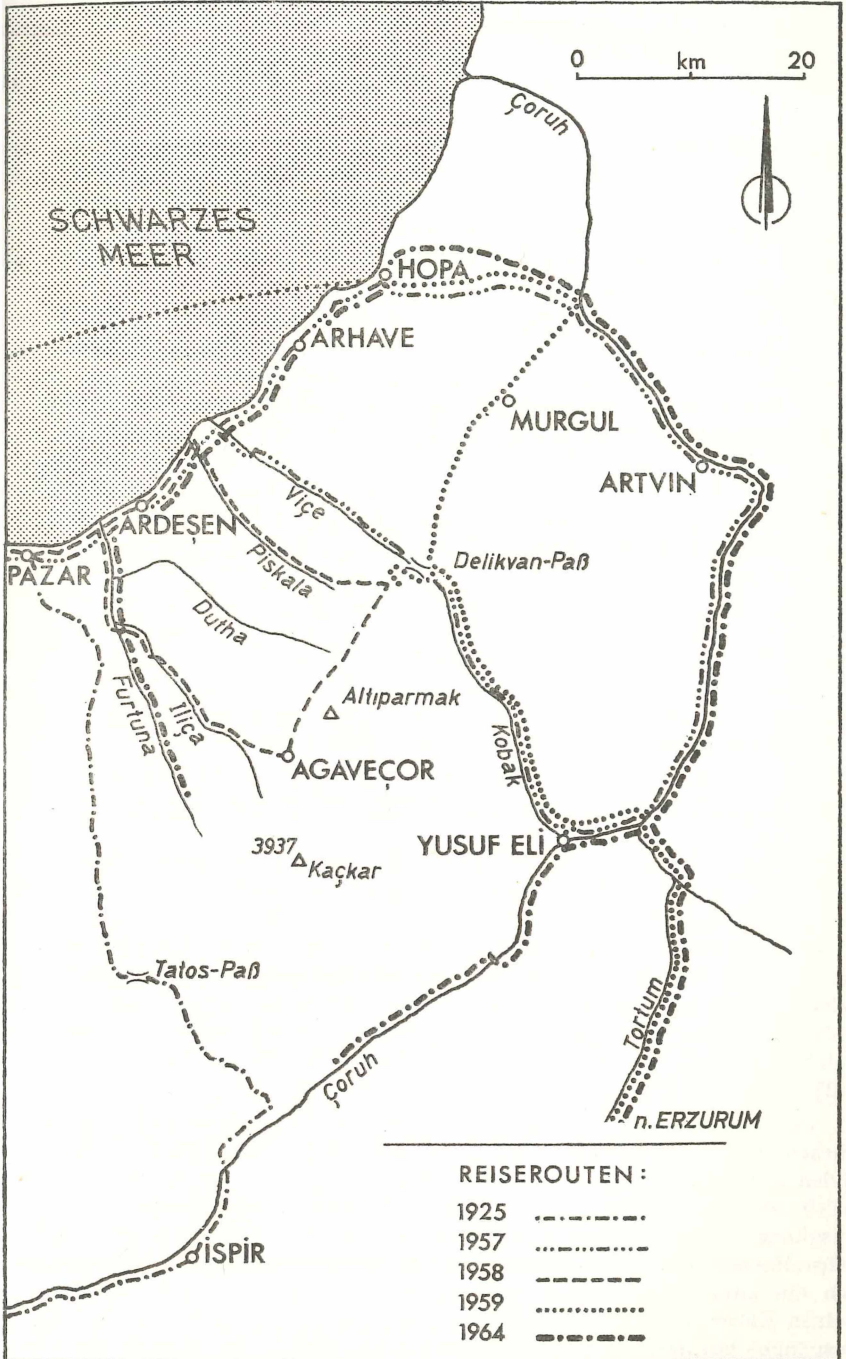 0 km 20
Çoruh
SCHWARZES
MEER
HOPA
ARHAVE
MURGUL
ARTVIN
Viçe
ARDEŞEN
Piskala
Delikvan-Paß
PAZAR
Dutha
Furtuna
Iliça
Altıparmak
Kobak
AGAVEÇOR
YUSUF ELİ
3937
Kaçkar
Tatos-Paß
Tortum
Çoruh
n. ERZURUM
REISEROUTEN :
İSPİR
1925
1957
1958
1959
1964